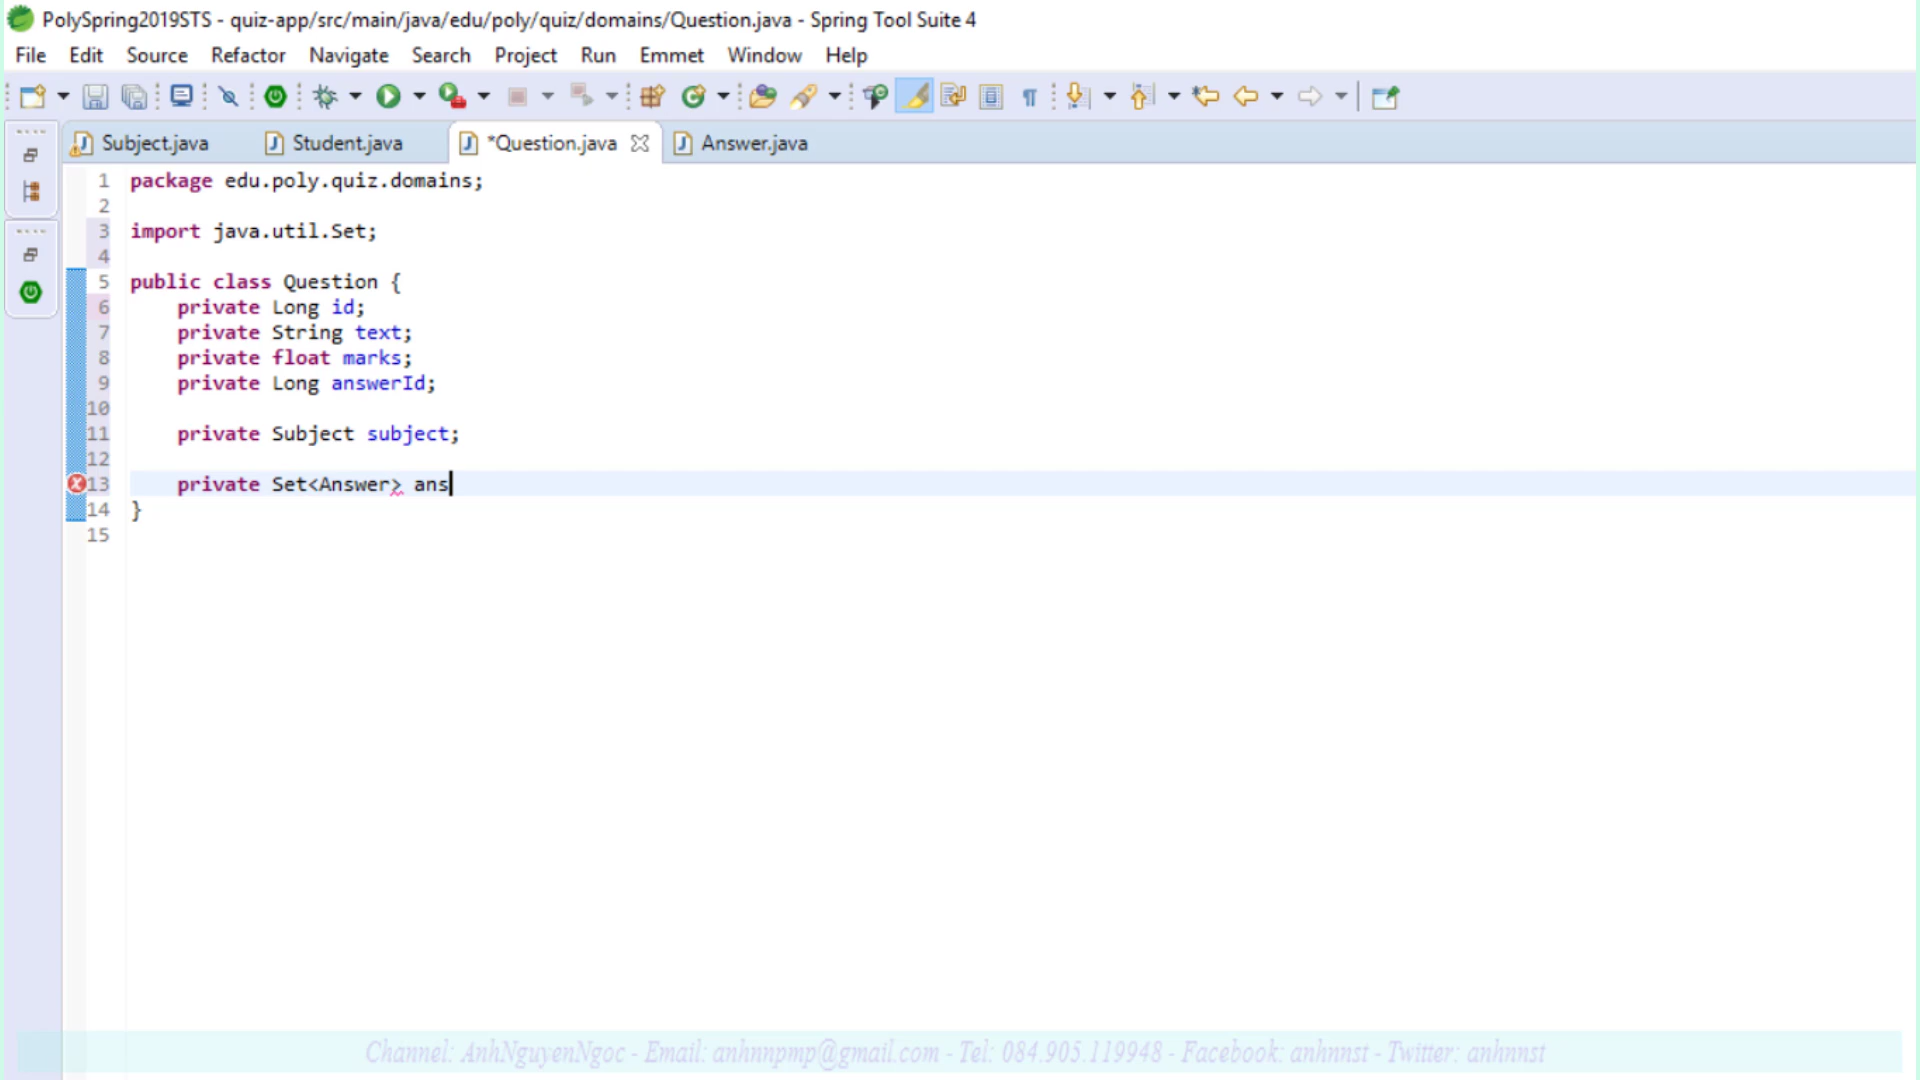 PolySpring2019STS - quiz-app/src/main/java/edu/poly/quiz/domains/Question.java - Spring Tool Suite 4
File Edit Source Refactor Navigate Search Project Run Emmet Window Help
Subject.java Student.java *Question.java Answer.java
1 package edu.poly.quiz.domains;
2
3 import java.util.Set;
4
5 public class Question {
6 private Long id;
7 private String text;
8 private float marks;
9 private Long answerId;
10
11 private Subject subject;
12
13 private Set<Answer> ans
14 }
15
Channel: AnhNguyenNgoc - Email: anhnnpmp@gmail.com - Tel: 084.905.119948 - Facebook: anhnnst - Twitter: anhnnst